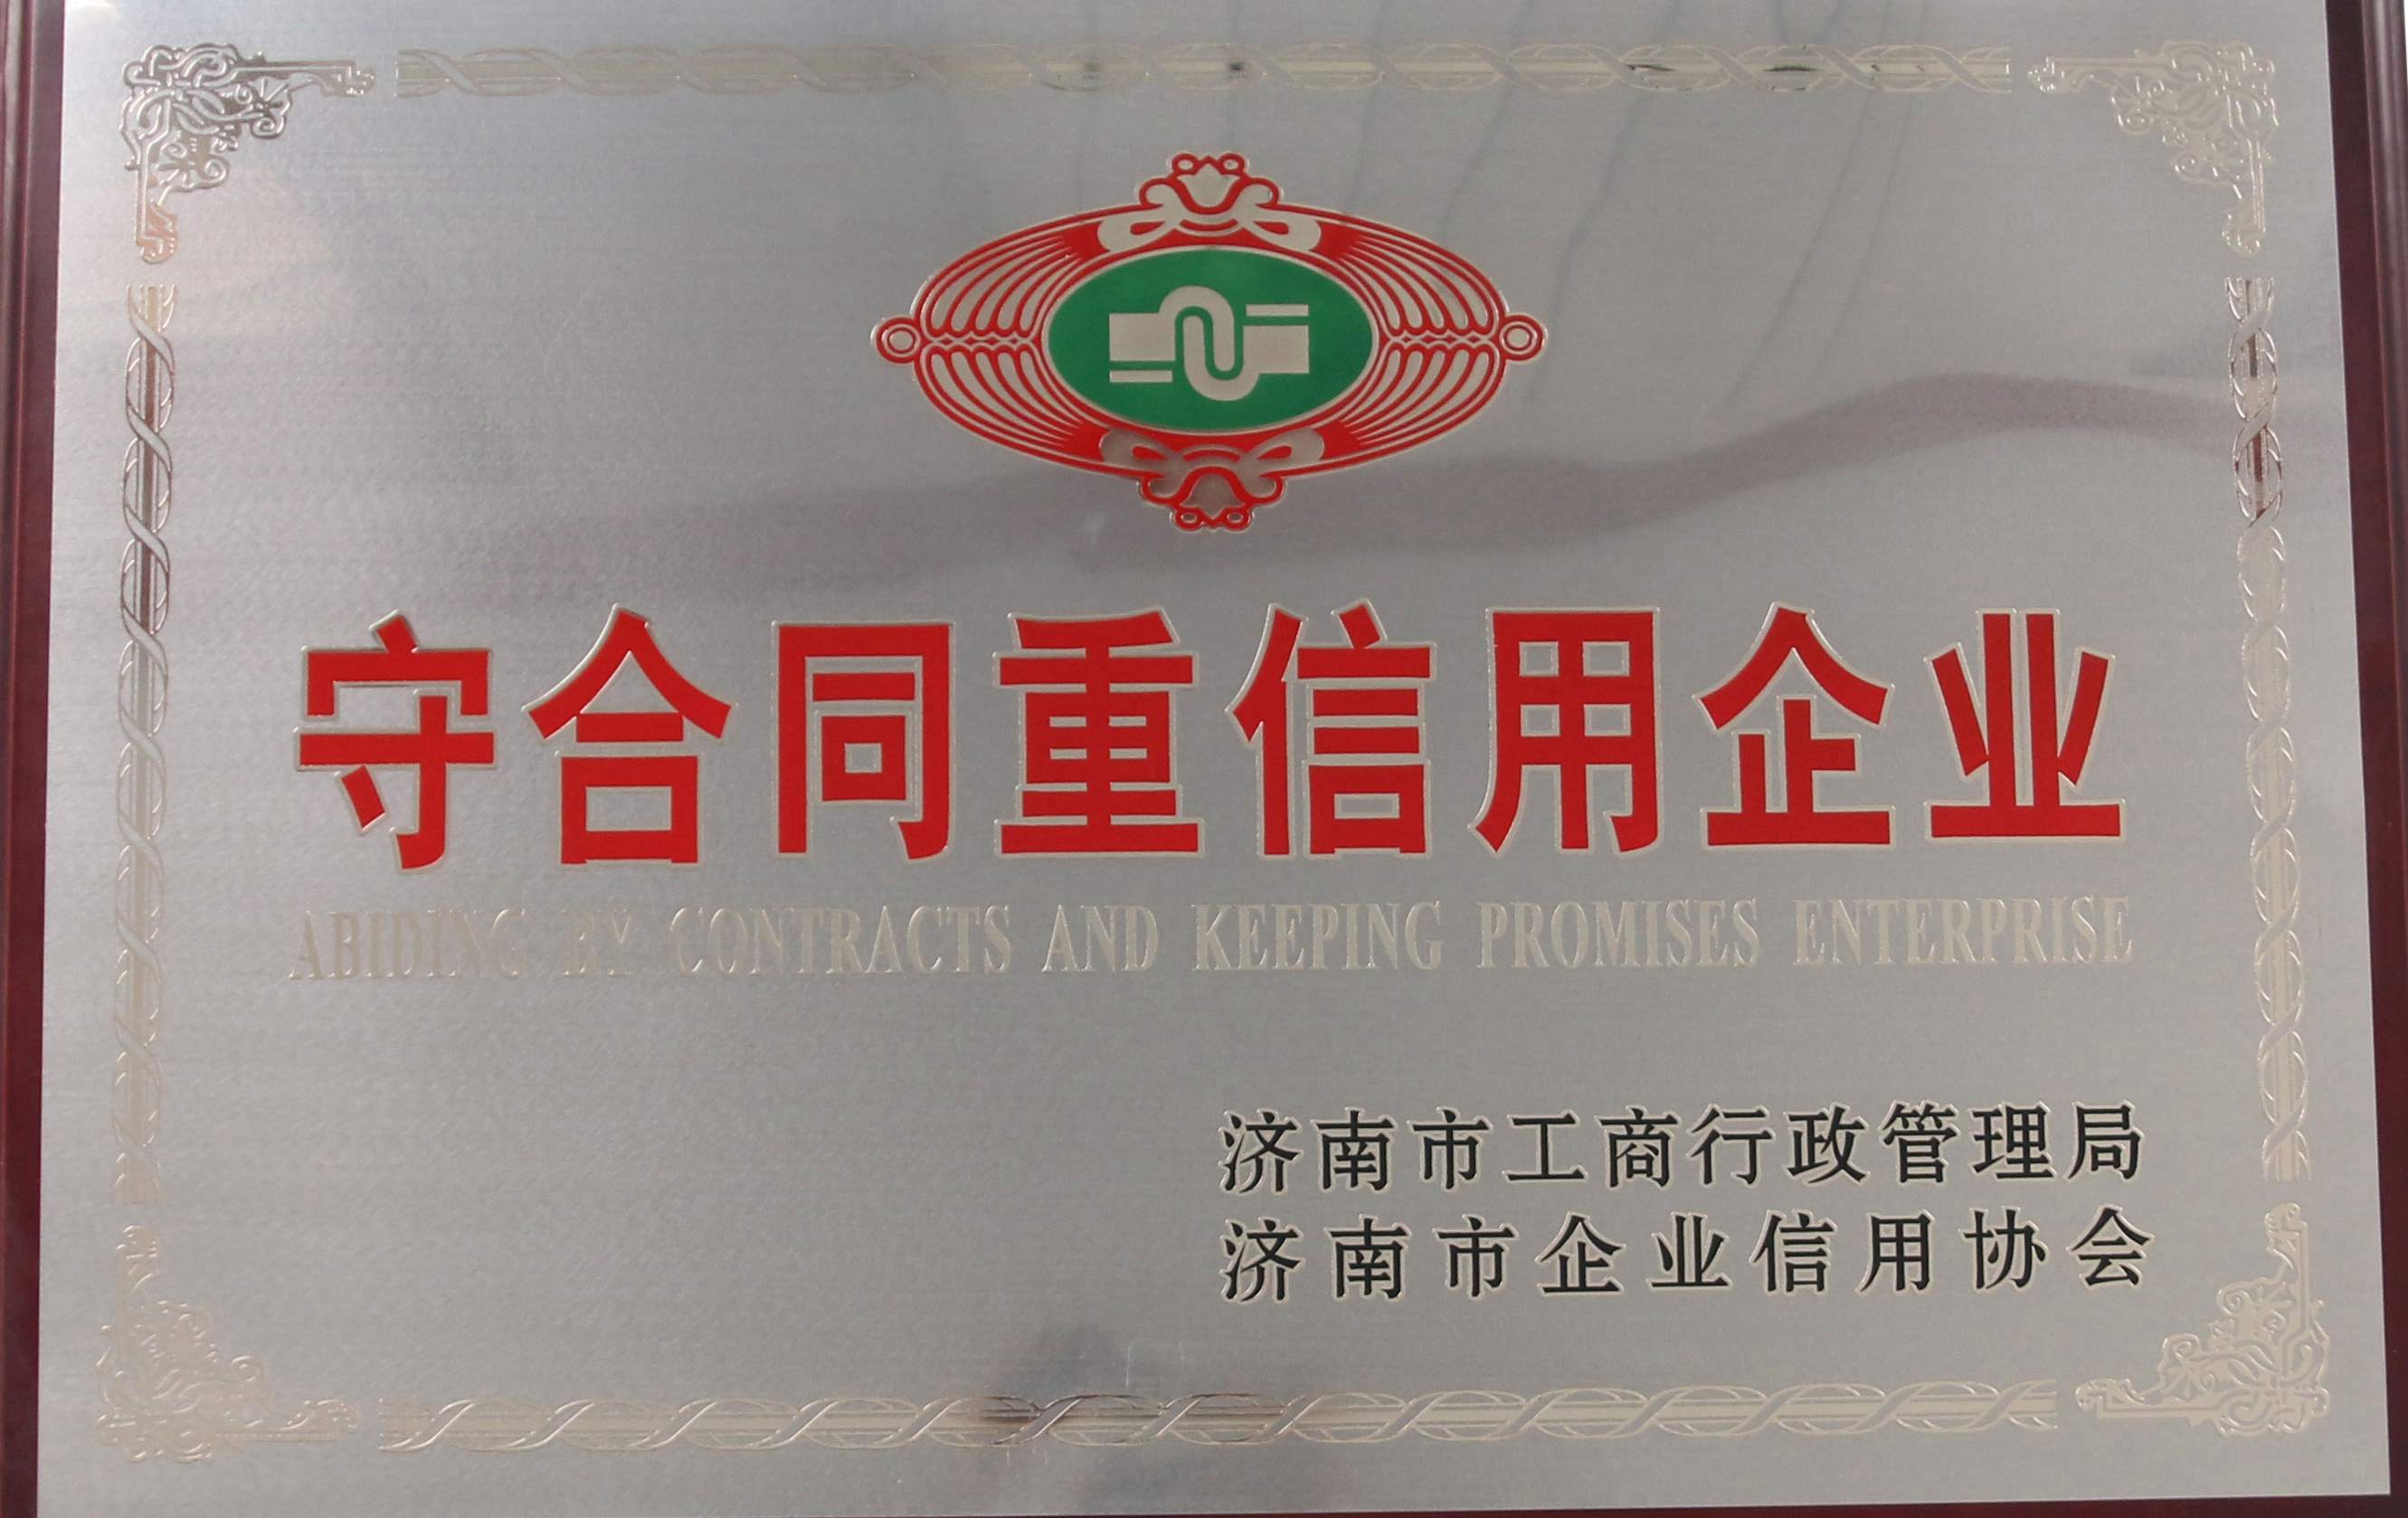 守合同重信用企业
ABIDING BY CONTRACTS AND KEEPING PROMISES ENTERPRISE
济南市工商行政管理局
济南市企业信用协会